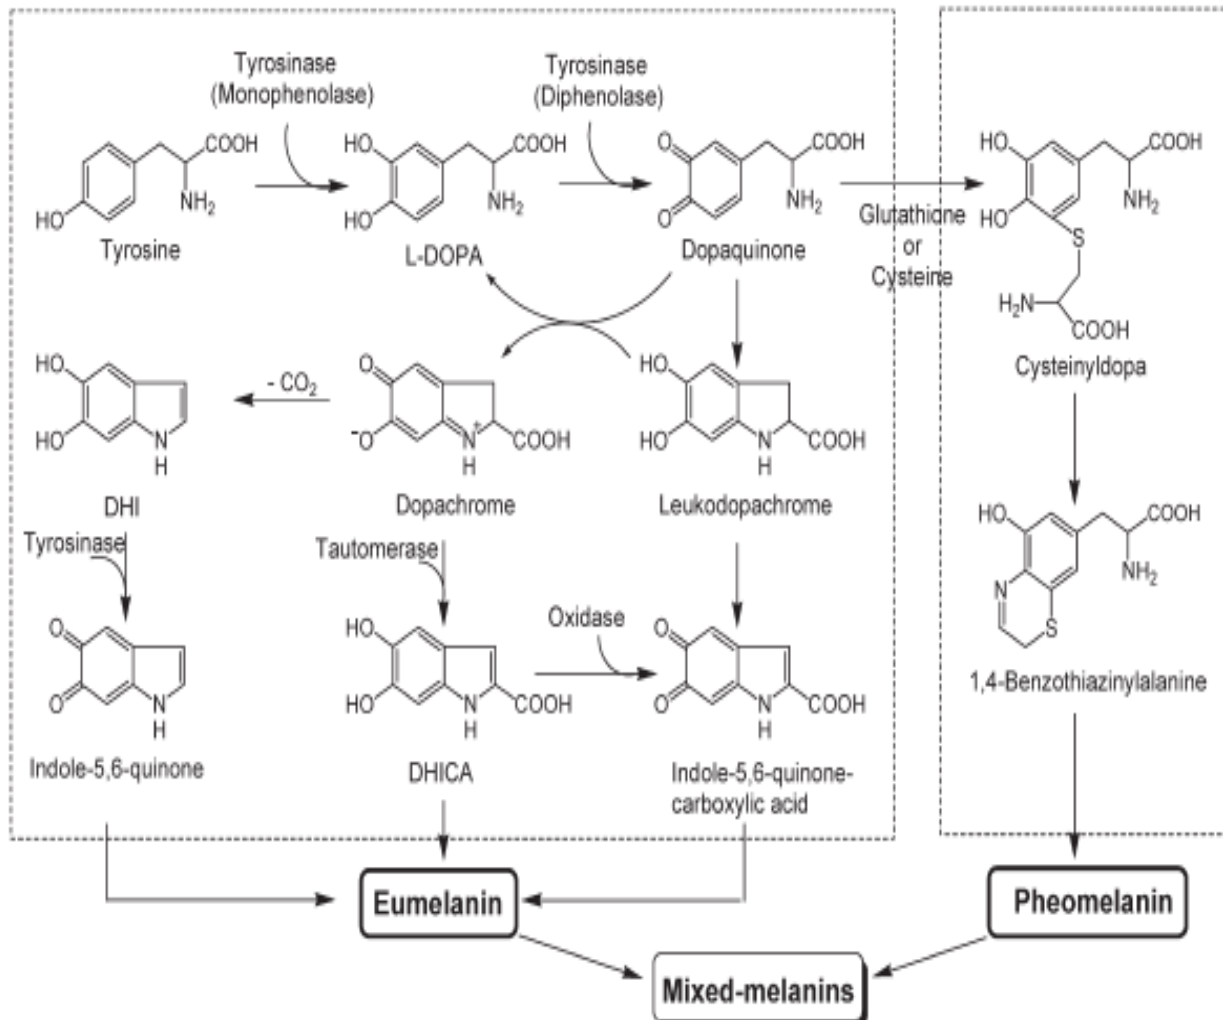 Tyrosinase
(Monophenolase)
Tyrosinase
(Diphenolase)
COOH
NH2
HO
Tyrosine
HO
HO
COOH
NH2
L-DOPA
O
O
COOH
NH2
Dopaquinone
Glutathione
or
Cysteine
HO
HO
COOH
NH2
S
H2N
COOH
Cysteinyldopa
HO
HO
N
H
DHI
- CO2
O
-O
N+
H
COOH
Dopachrome
HO
HO
N
H
COOH
Leukodopachrome
HO
COOH
NH2
N
S
1,4-Benzothiazinylalanine
Tyrosinase
Tautomerase
Oxidase
O
O
N
H
Indole-5,6-quinone
HO
HO
N
H
COOH
DHICA
O
O
N
H
COOH
Indole-5,6-quinone-
carboxylic acid
Eumelanin
Pheomelanin
Mixed-melanins